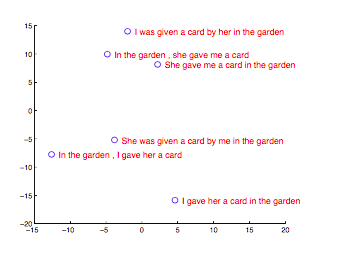 15
I was given a card by her in the garden
10
In the garden , she gave me a card
She gave me a card in the garden
5
0
−5
She was given a card by me in the garden
In the garden , I gave her a card
−10
−15
I gave her a card in the garden
−20
−15 −10 −5 0 5 10 15 20